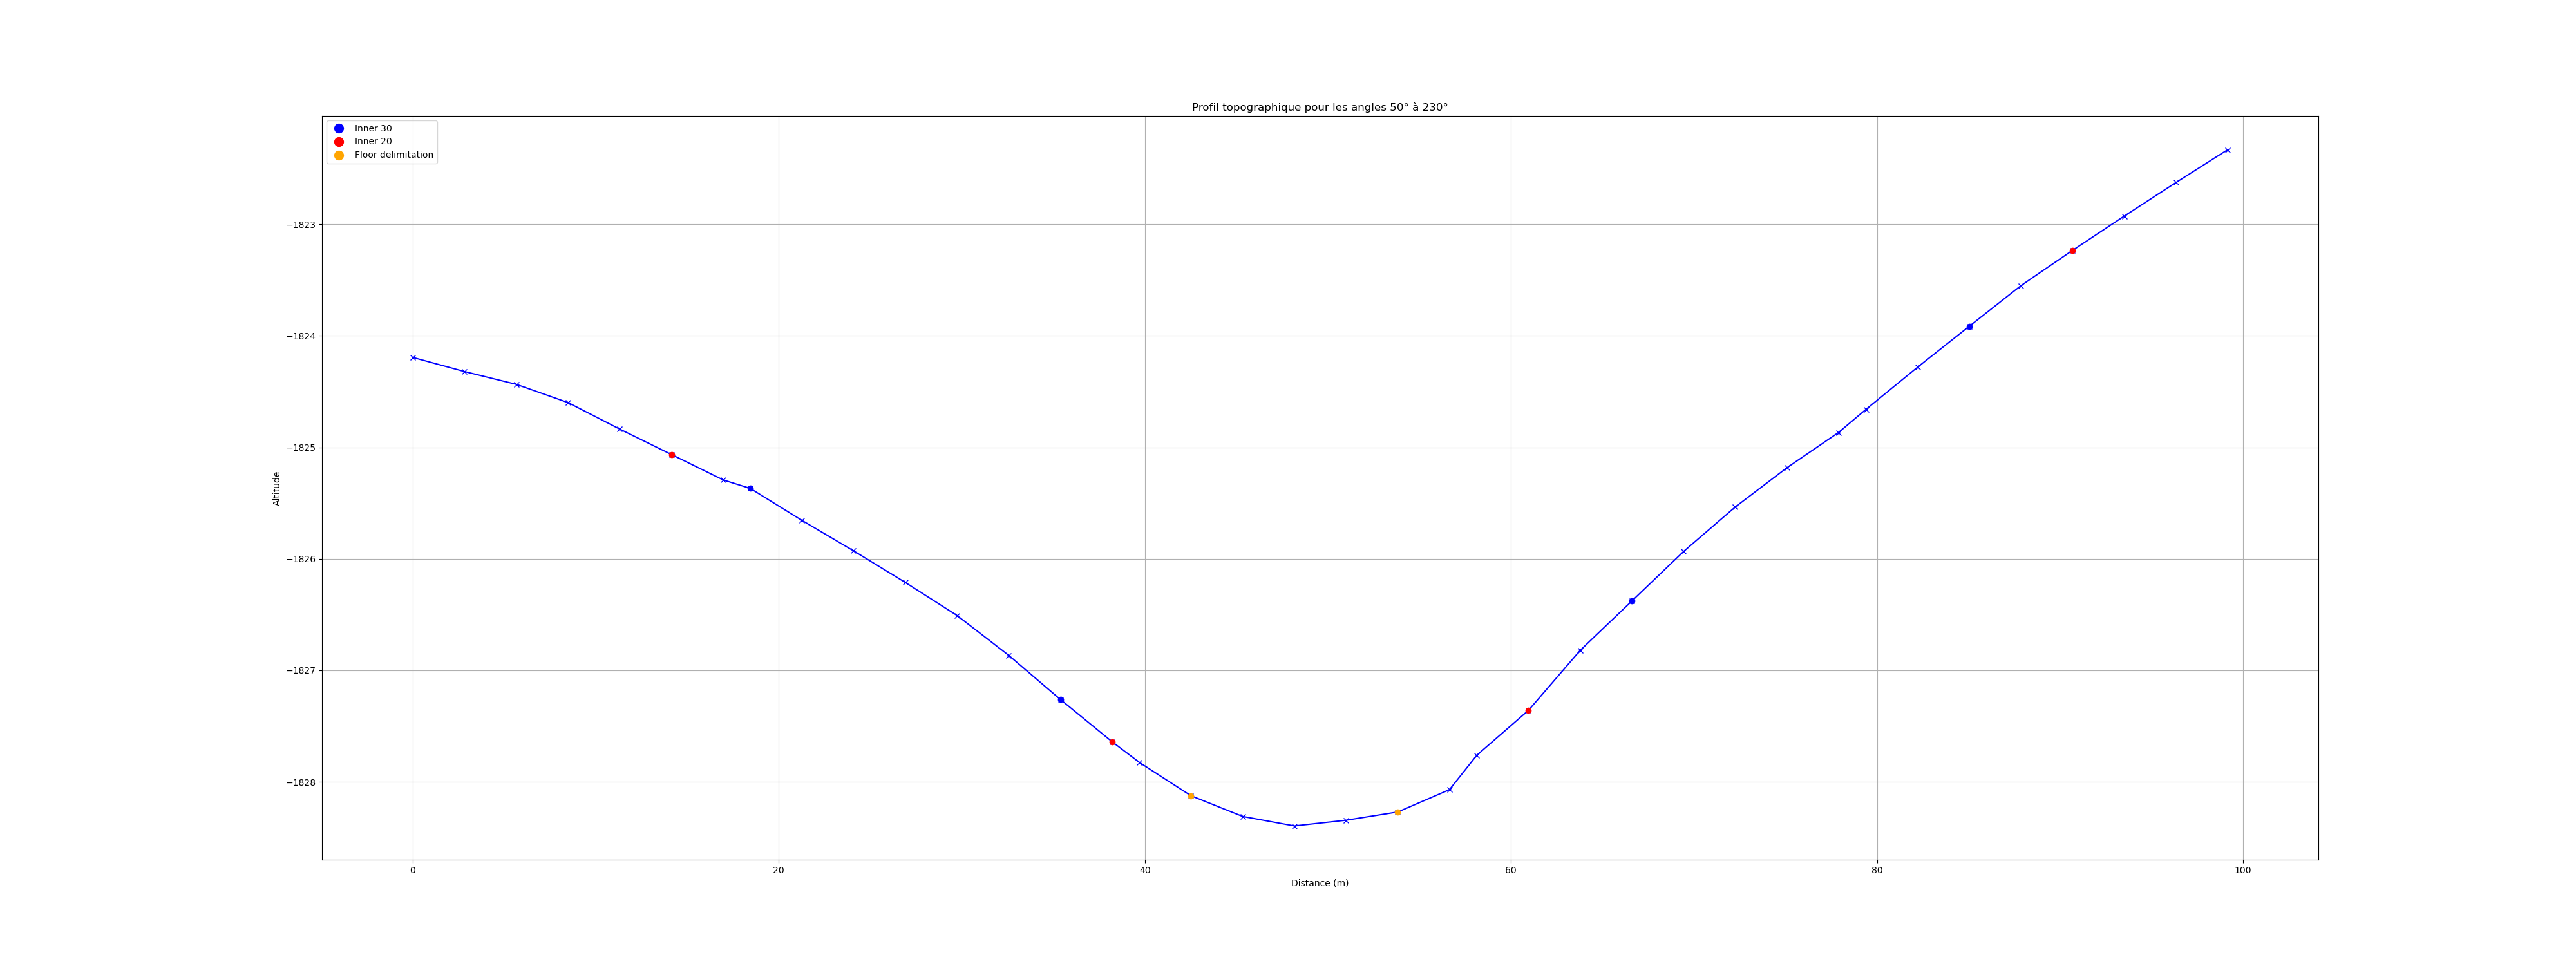 Profil topographique pour les angles 50° à 230°
Inner 30
Inner 20
Floor delimitation
−1823
−1824
−1825
−1826
−1827
−1828
Altitude
0 20 40 60 80 100
Distance (m)